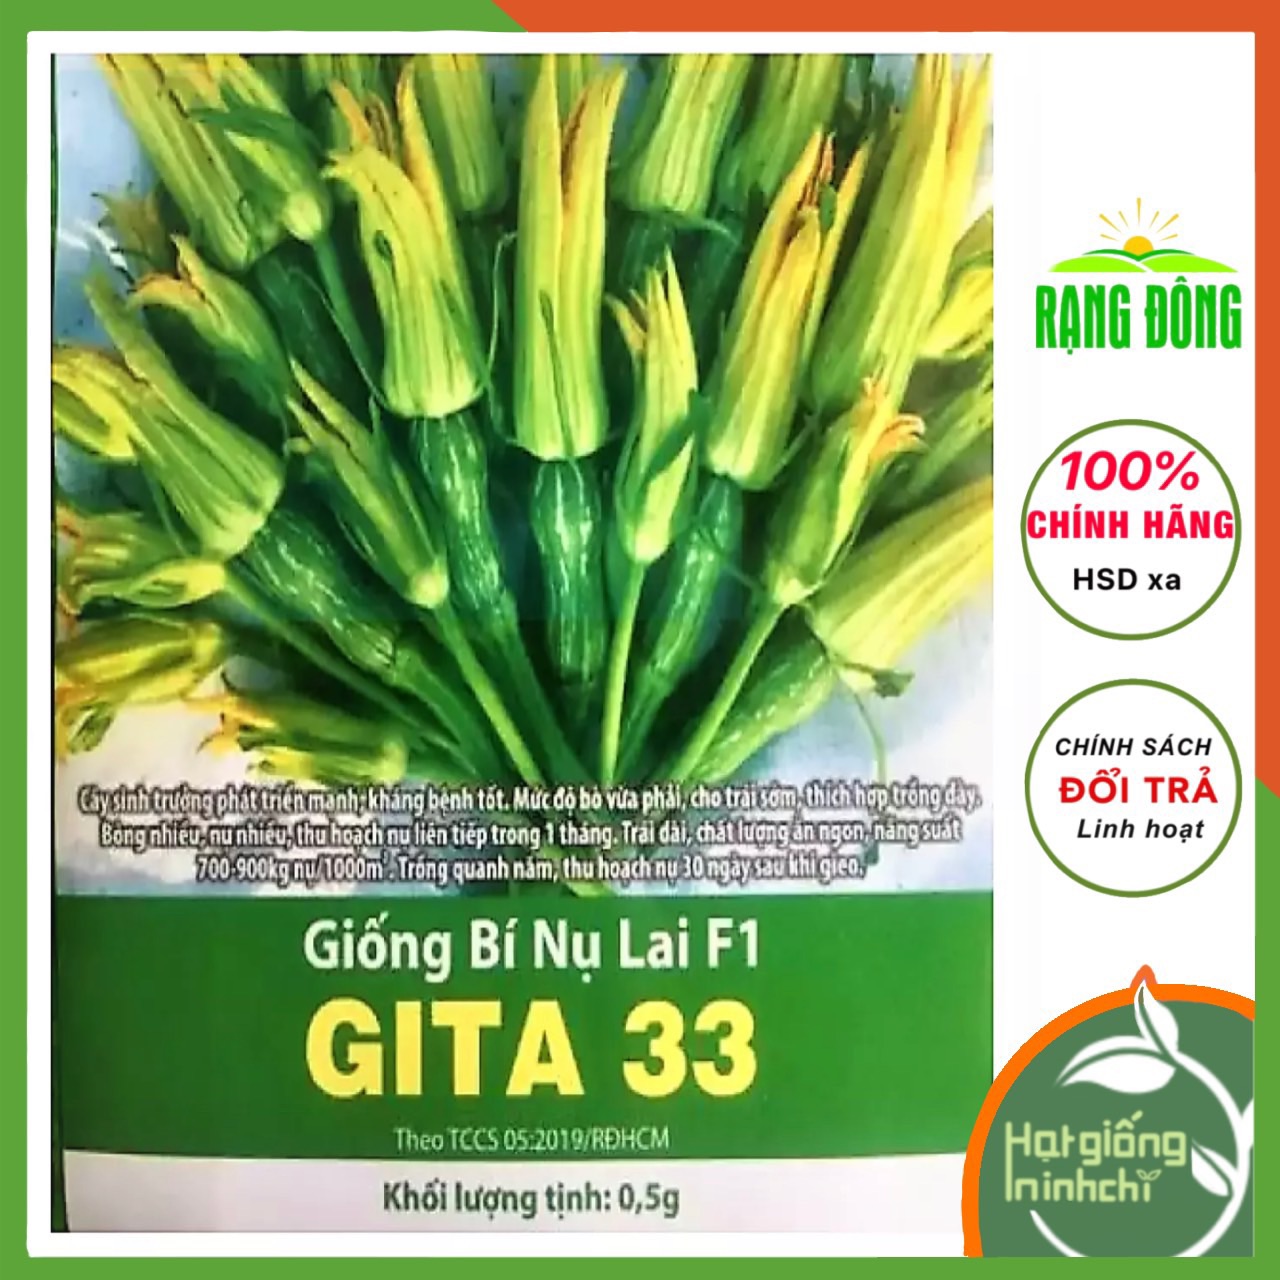 RẠNG ĐÔNG
100%
CHÍNH HÃNG
HSD xa
CHÍNH SÁCH
ĐỔI TRẢ
Linh hoạt
Cây sinh trưởng phát triển mạnh, kháng bệnh tốt. Mức độ bò vừa phải, cho trái sớm, thích hợp trồng dày.
Bông nhiều, nụ nhiều, thu hoạch nụ liên tiếp trong 1 tháng. Trái dài, chất lượng ăn ngon, năng suất
700-900kg nụ/1000m². Trồng quanh năm, thu hoạch nụ 30 ngày sau khi gieo.
Giống Bí Nụ Lai F1
GITA 33
Theo TCCS 05:2019/RĐHCM
Khối lượng tịnh: 0,5g
Hạt giống
ninhchi